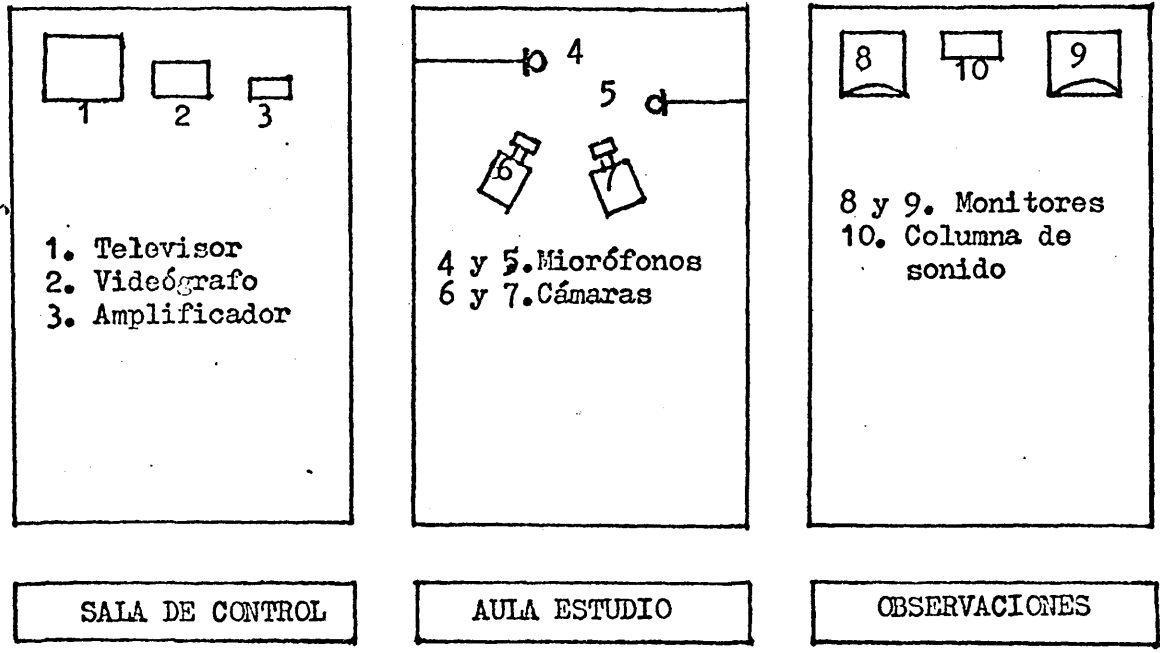 1
2
3
1. Televisor
2. Videógrafo
3. Amplificador
SALA DE CONTROL
4
5
6
7
4 y 5. Micrófonos
6 y 7. Cámaras
AULA ESTUDIO
8
10
9
8 y 9. Monitores
10. Columna de
sonido
OBSERVACIONES